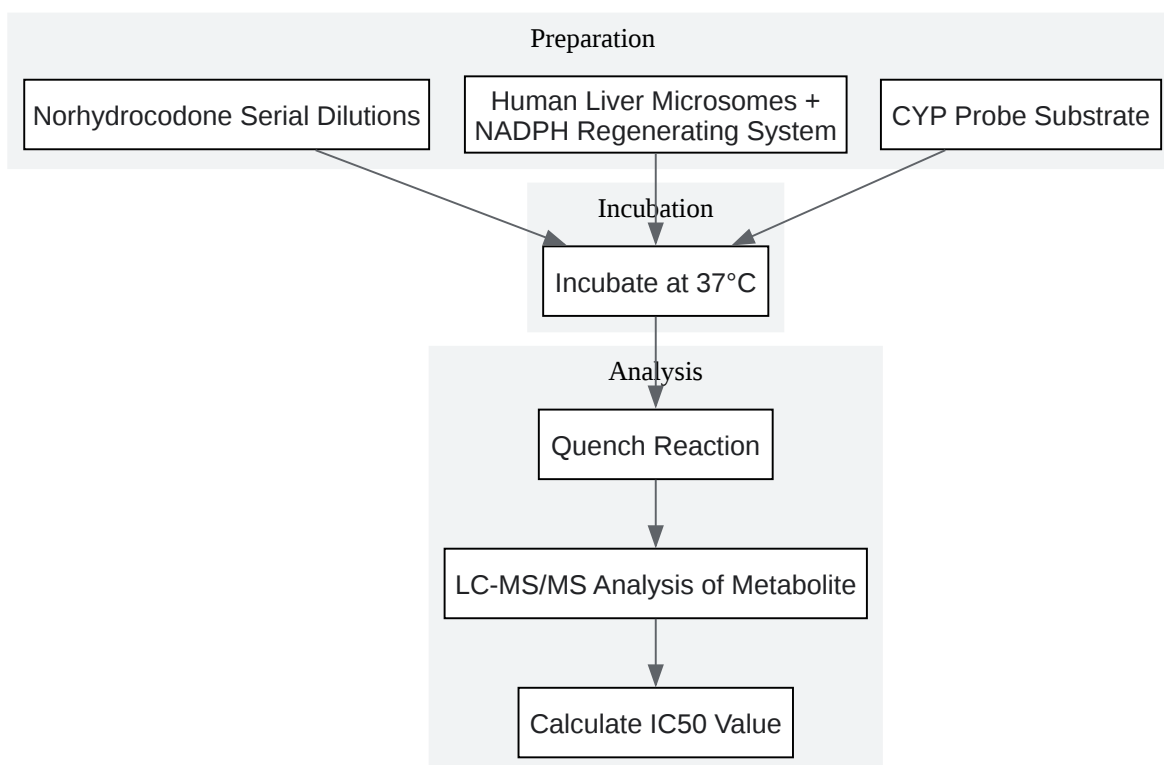 Preparation
Norhydrocodone Serial Dilutions
Human Liver Microsomes +
NADPH Regenerating System
CYP Probe Substrate
Incubation
Incubate at 37°C
Analysis
Quench Reaction
LC-MS/MS Analysis of Metabolite
Calculate IC50 Value